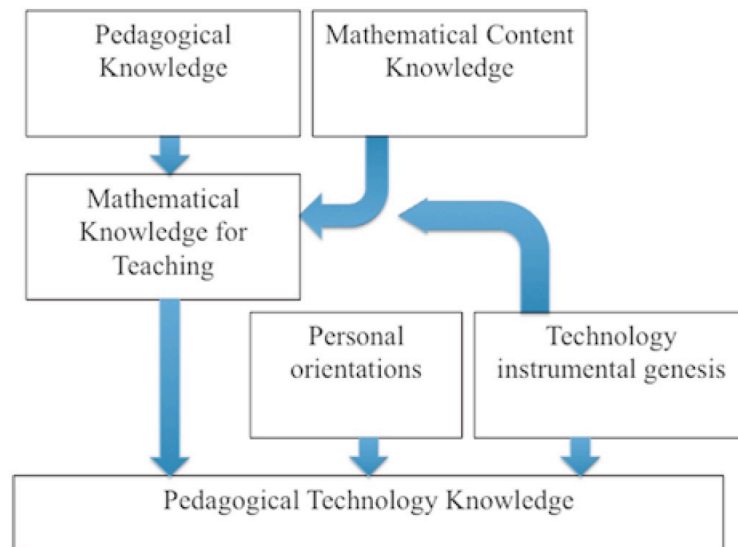 Pedagogical
Knowledge
Mathematical Content
Knowledge
Mathematical
Knowledge for
Teaching
Personal
orientations
Technology
instrumental genesis
Pedagogical Technology Knowledge